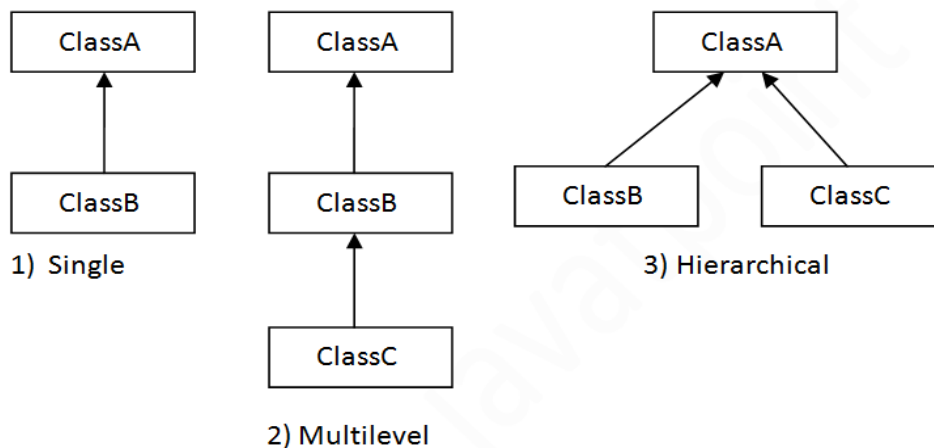 ClassA
ClassB
1) Single
ClassA
ClassB
ClassC
2) Multilevel
ClassA
ClassB
ClassC
3) Hierarchical